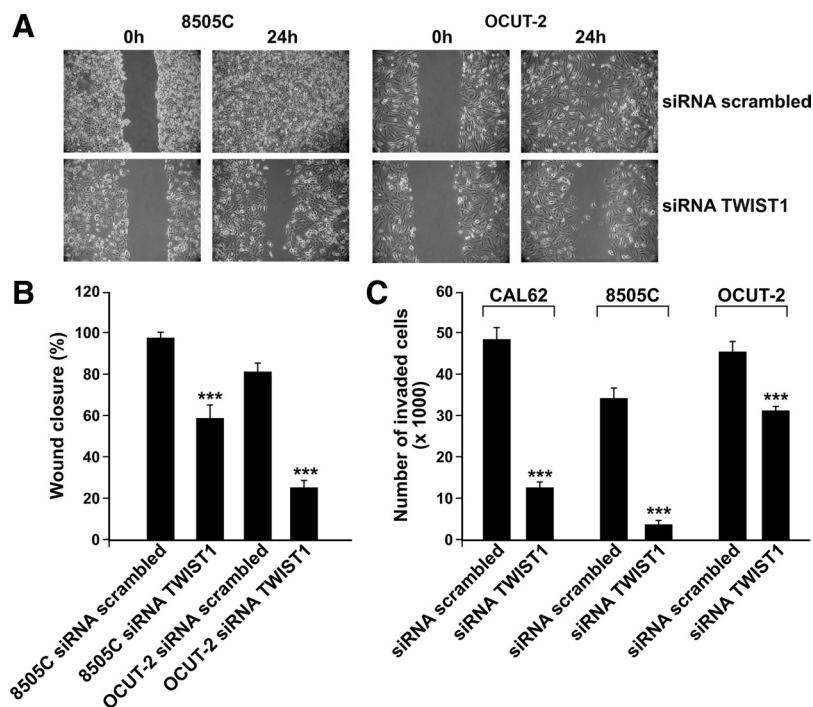 A
8505C
OCUT-2
0h 24h 0h 24h
siRNA scrambled
siRNA TWIST1
B
Wound closure (%)
120
100
80
60
40
20
0
***
***
8505C siRNA scrambled
8505C siRNA TWIST1
OCUT-2 siRNA scrambled
OCUT-2 siRNA TWIST1
C
Number of invaded cells
(x 1000)
60
50
40
30
20
10
0
CAL62 8505C OCUT-2
***
***
***
siRNA scrambled
siRNA TWIST1
siRNA scrambled
siRNA TWIST1
siRNA scrambled
siRNA TWIST1